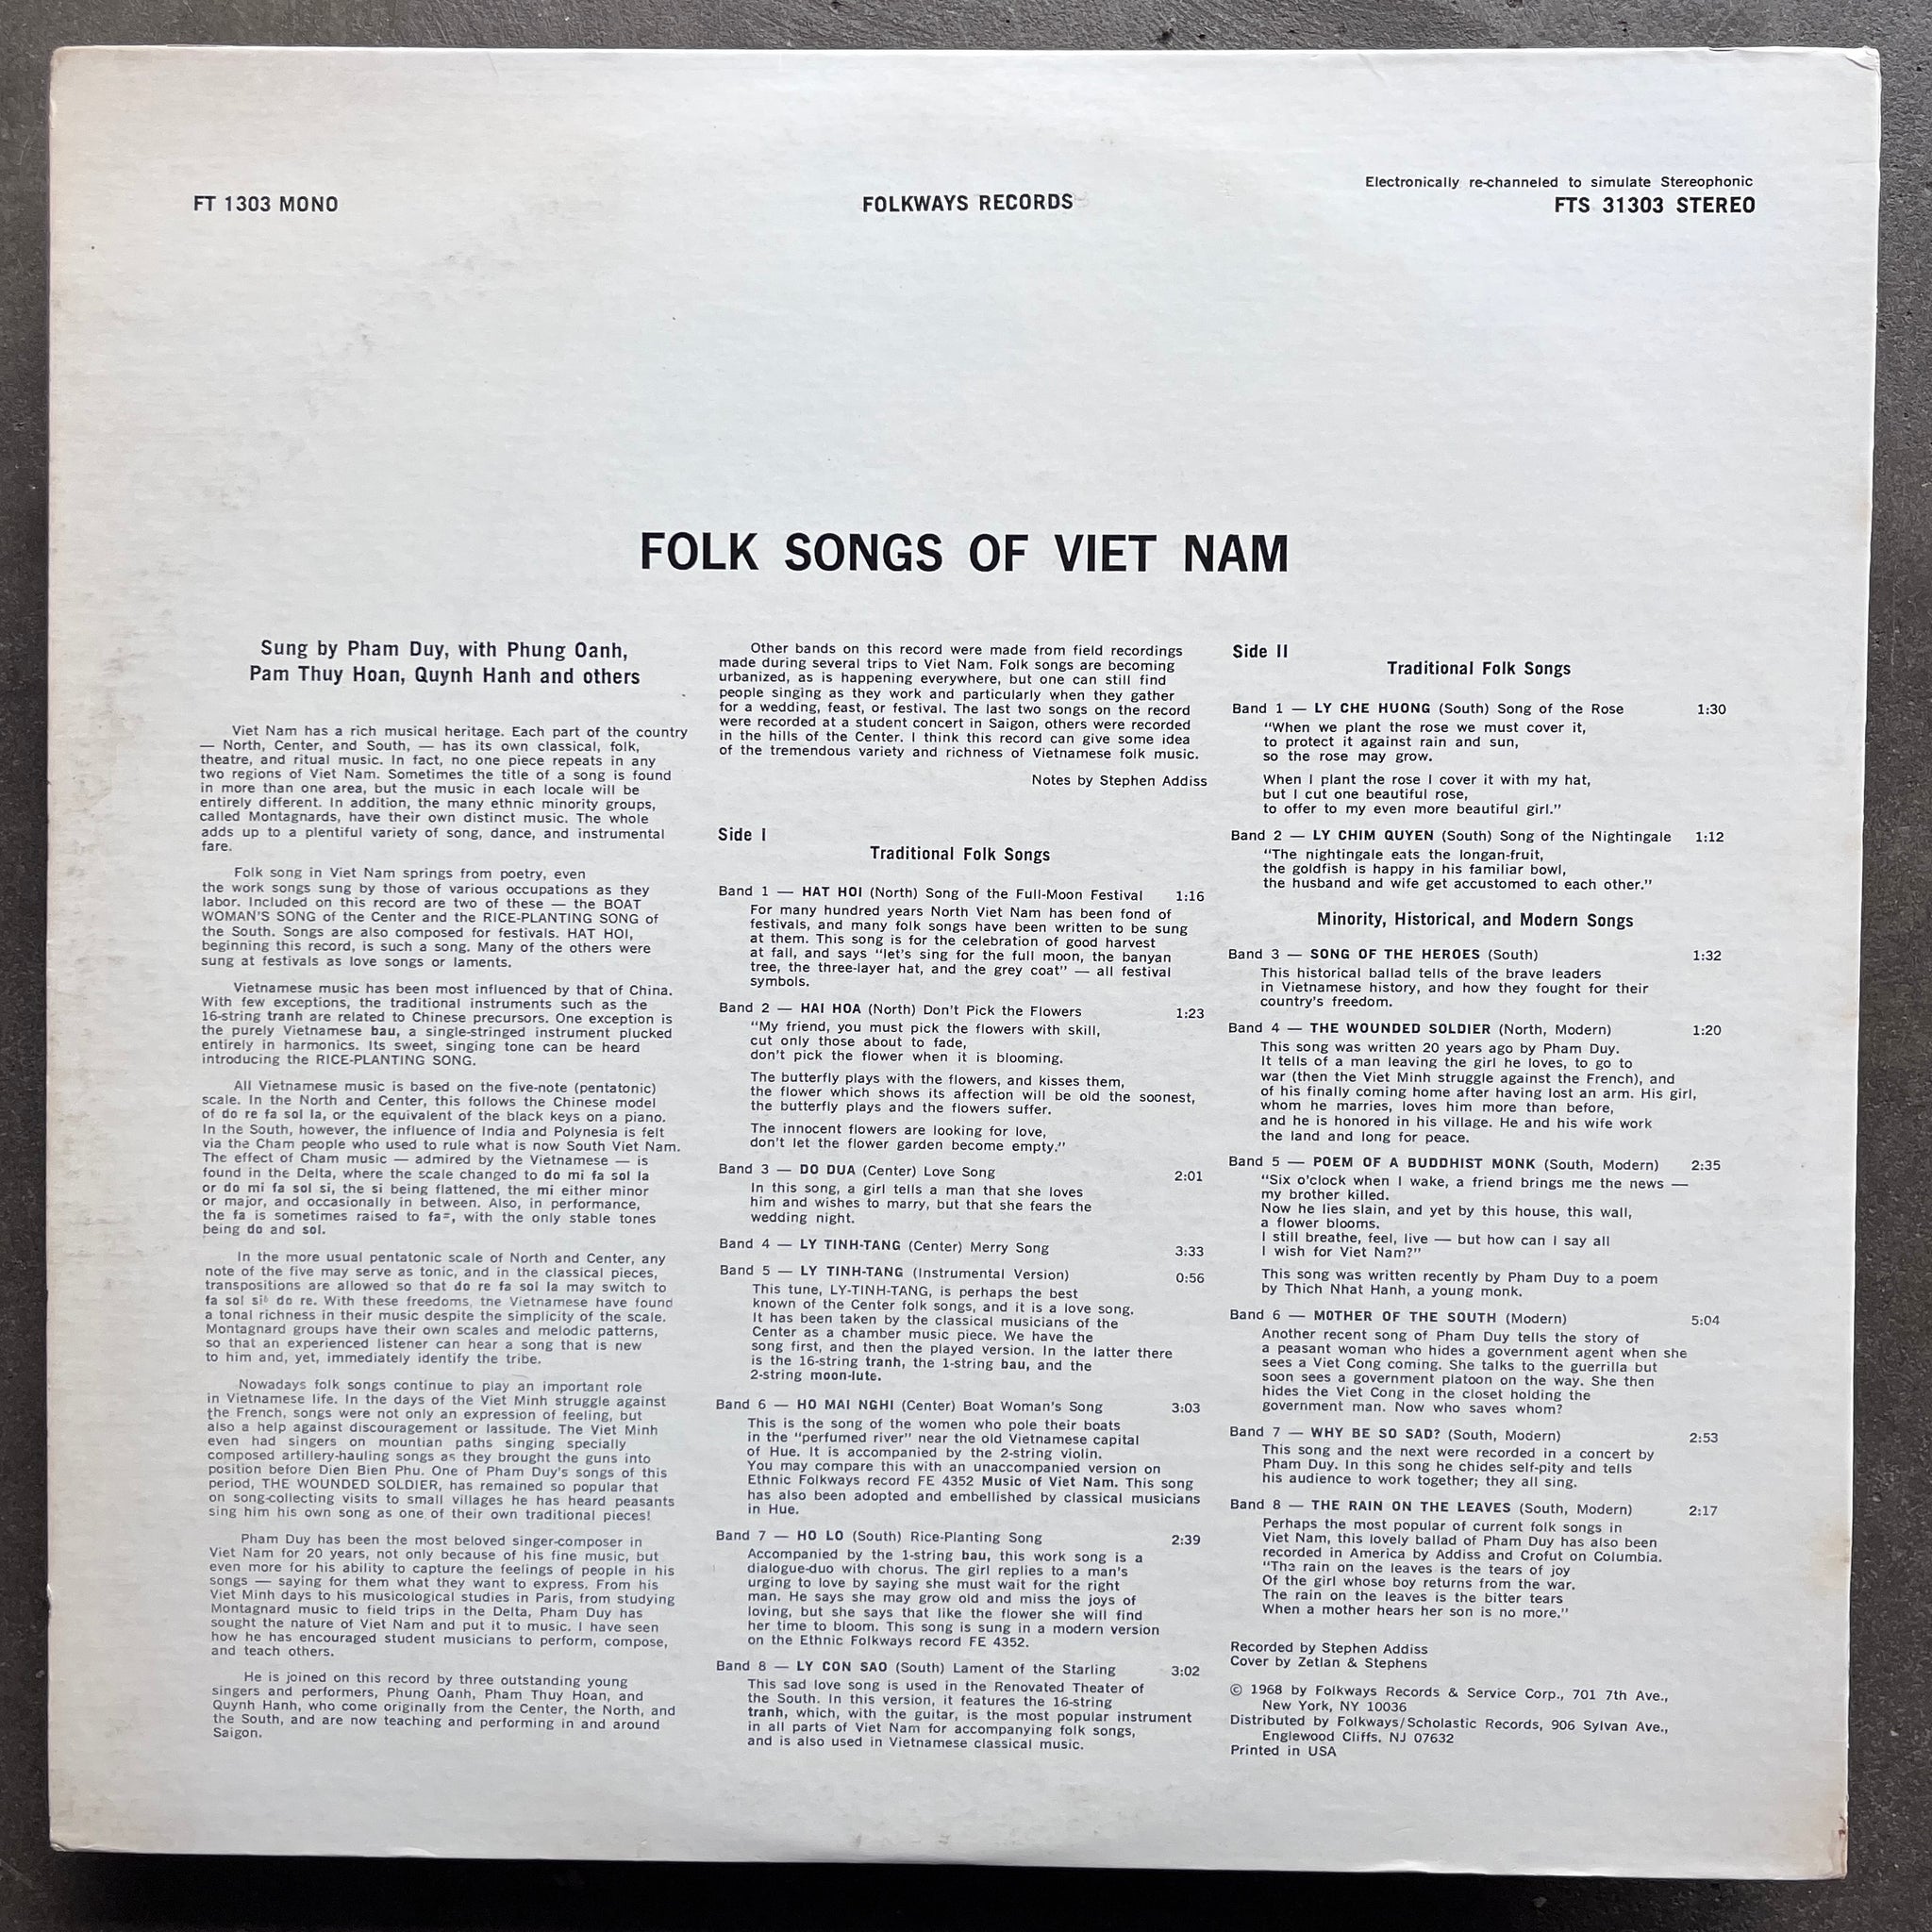 FT 1303 MONO
FOLKWAYS RECORDS
Electronically re-channeled to simulate Stereophonic
FTS 31303 STEREO
FOLK SONGS OF VIET NAM
Sung by Pham Duy, with Phung Oanh,
Pam Thuy Hoan, Quynh Hanh and others
Viet Nam has a rich musical heritage. Each part of the country
— North, Center, and South, — has its own classical, folk,
theatre, and ritual music. In fact, no one piece repeats in any
two regions of Viet Nam. Sometimes the title of a song is found
in more than one area, but the music in each locale will be
entirely different. In addition, the many ethnic minority groups,
called Montagnards, have their own distinct music. The whole
adds up to a plentiful variety of song, dance, and instrumental
fare.
Folk song in Viet Nam springs from poetry, even
the work songs sung by those of various occupations as they
labor. Included on this record are two of these — the BOAT
WOMAN'S SONG of the Center and the RICE-PLANTING SONG of
the South. Songs are also composed for festivals. HAT HOI,
beginning this record, is such a song. Many of the others were
sung at festivals as love songs or laments.
Vietnamese music has been most influenced by that of China.
With few exceptions, the traditional instruments such as the
16-string tranh are related to Chinese precursors. One exception is
the purely Vietnamese bau, a single-stringed instrument plucked
entirely in harmonics. Its sweet, singing tone can be heard
introducing the RICE-PLANTING SONG.
All Vietnamese music is based on the five-note (pentatonic)
scale. In the North and Center, this follows the Chinese model
of do re fa sol la, or the equivalent of the black keys on a piano.
In the South, however, the influence of India and Polynesia is felt
via the Cham people who used to rule what is now South Viet Nam.
The effect of Cham music — admired by the Vietnamese — is
found in the Delta, where the scale changed to do mi fa sol la
or do mi fa sol si, the si being flattened, the mi either minor
or major, and occasionally in between. Also, in performance,
the fa is sometimes raised to fa=, with the only stable tones
being do and sol.
In the more usual pentatonic scale of North and Center, any
note of the five may serve as tonic, and in the classical pieces,
transpositions are allowed so that do re fa sol la may switch to
fa sol si♭ do re. With these freedoms, the Vietnamese have found
a tonal richness in their music despite the simplicity of the scale.
Montagnard groups have their own scales and melodic patterns,
so that an experienced listener can hear a song that is new
to him and, yet, immediately identify the tribe.
Nowadays folk songs continue to play an important role
in Vietnamese life. In the days of the Viet Minh struggle against
the French, songs were not only an expression of feeling, but
also a help against discouragement or lassitude. The Viet Minh
even had singers on mountian paths singing specially
composed artillery-hauling songs as they brought the guns into
position before Dien Bien Phu. One of Pham Duy's songs of this
period, THE WOUNDED SOLDIER, has remained so popular that
on song-collecting visits to small villages he has heard peasants
sing him his own song as one of their own traditional pieces!
Pham Duy has been the most beloved singer-composer in
Viet Nam for 20 years, not only because of his fine music, but
even more for his ability to capture the feelings of people in his
songs — saying for them what they want to express. From his
Viet Minh days to his musicological studies in Paris, from studying
Montagnard music to field trips in the Delta, Pham Duy has
sought the nature of Viet Nam and put it to music. I have seen
how he has encouraged student musicians to perform, compose,
and teach others.
He is joined on this record by three outstanding young
singers and performers, Phung Oanh, Pham Thuy Hoan, and
Quynh Hanh, who come originally from the Center, the North, and
the South, and are now teaching and performing in and around
Saigon.
Other bands on this record were made from field recordings
made during several trips to Viet Nam. Folk songs are becoming
urbanized, as is happening everywhere, but one can still find
people singing as they work and particularly when they gather
for a wedding, feast, or festival. The last two songs on the record
were recorded at a student concert in Saigon, others were recorded
in the hills of the Center. I think this record can give some idea
of the tremendous variety and richness of Vietnamese folk music.
Notes by Stephen Addiss
Side I
Traditional Folk Songs
Band 1 — HAT HOI (North) Song of the Full-Moon Festival 1:16
For many hundred years North Viet Nam has been fond of
festivals, and many folk songs have been written to be sung
at them. This song is for the celebration of good harvest
at fall, and says "let's sing for the full moon, the banyan
tree, the three-layer hat, and the grey coat" — all festival
symbols.
Band 2 — HAI HOA (North) Don't Pick the Flowers 1:23
"My friend, you must pick the flowers with skill,
cut only those about to fade,
don't pick the flower when it is blooming.
The butterfly plays with the flowers, and kisses them,
the flower which shows its affection will be old the soonest,
the butterfly plays and the flowers suffer.
The innocent flowers are looking for love,
don't let the flower garden become empty."
Band 3 — DO DUA (Center) Love Song 2:01
In this song, a girl tells a man that she loves
him and wishes to marry, but that she fears the
wedding night.
Band 4 — LY TINH-TANG (Center) Merry Song 3:33
Band 5 — LY TINH-TANG (Instrumental Version) 0:56
This tune, LY-TINH-TANG, is perhaps the best
known of the Center folk songs, and it is a love song.
It has been taken by the classical musicians of the
Center as a chamber music piece. We have the
song first, and then the played version. In the latter there
is the 16-string tranh, the 1-string bau, and the
2-string moon-lute.
Band 6 — HO MAI NGHI (Center) Boat Woman's Song 3:03
This is the song of the women who pole their boats
in the "perfumed river" near the old Vietnamese capital
of Hue. It is accompanied by the 2-string violin.
You may compare this with an unaccompanied version on
Ethnic Folkways record FE 4352 Music of Viet Nam. This song
has also been adopted and embellished by classical musicians
in Hue.
Band 7 — HO LO (South) Rice-Planting Song 2:39
Accompanied by the 1-string bau, this work song is a
dialogue-duo with chorus. The girl replies to a man's
urging to love by saying she must wait for the right
man. He says she may grow old and miss the joys of
loving, but she says that like the flower she will find
her time to bloom. This song is sung in a modern version
on the Ethnic Folkways record FE 4352.
Band 8 — LY CON SAO (South) Lament of the Starling 3:02
This sad love song is used in the Renovated Theater of
the South. In this version, it features the 16-string
tranh, which, with the guitar, is the most popular instrument
in all parts of Viet Nam for accompanying folk songs,
and is also used in Vietnamese classical music.
Side II
Traditional Folk Songs
Band 1 — LY CHE HUONG (South) Song of the Rose 1:30
"When we plant the rose we must cover it,
to protect it against rain and sun,
so the rose may grow.
When I plant the rose I cover it with my hat,
but I cut one beautiful rose,
to offer to my even more beautiful girl."
Band 2 — LY CHIM QUYEN (South) Song of the Nightingale 1:12
"The nightingale eats the longan-fruit,
the goldfish is happy in his familiar bowl,
the husband and wife get accustomed to each other."
Minority, Historical, and Modern Songs
Band 3 — SONG OF THE HEROES (South) 1:32
This historical ballad tells of the brave leaders
in Vietnamese history, and how they fought for their
country's freedom.
Band 4 — THE WOUNDED SOLDIER (North, Modern) 1:20
This song was written 20 years ago by Pham Duy.
It tells of a man leaving the girl he loves, to go to
war (then the Viet Minh struggle against the French), and
of his finally coming home after having lost an arm. His girl,
whom he marries, loves him more than before,
and he is honored in his village. He and his wife work
the land and long for peace.
Band 5 — POEM OF A BUDDHIST MONK (South, Modern) 2:35
"Six o'clock when I wake, a friend brings me the news —
my brother killed.
Now he lies slain, and yet by this house, this wall,
a flower blooms.
I still breathe, feel, live — but how can I say all
I wish for Viet Nam?"
This song was written recently by Pham Duy to a poem
by Thich Nhat Hanh, a young monk.
Band 6 — MOTHER OF THE SOUTH (Modern) 5:04
Another recent song of Pham Duy tells the story of
a peasant woman who hides a government agent when she
sees a Viet Cong coming. She talks to the guerrilla but
soon sees a government platoon on the way. She then
hides the Viet Cong in the closet holding the
government man. Now who saves whom?
Band 7 — WHY BE SO SAD? (South, Modern) 2:53
This song and the next were recorded in a concert by
Pham Duy. In this song he chides self-pity and tells
his audience to work together; they all sing.
Band 8 — THE RAIN ON THE LEAVES (South, Modern) 2:17
Perhaps the most popular of current folk songs in
Viet Nam, this lovely ballad of Pham Duy has also been
recorded in America by Addiss and Crofut on Columbia.
"The rain on the leaves is the tears of joy
Of the girl whose boy returns from the war.
The rain on the leaves is the bitter tears
When a mother hears her son is no more."
Recorded by Stephen Addiss
Cover by Zetlan & Stephens
© 1968 by Folkways Records & Service Corp., 701 7th Ave.,
New York, NY 10036
Distributed by Folkways/Scholastic Records, 906 Sylvan Ave.,
Englewood Cliffs, NJ 07632
Printed in USA